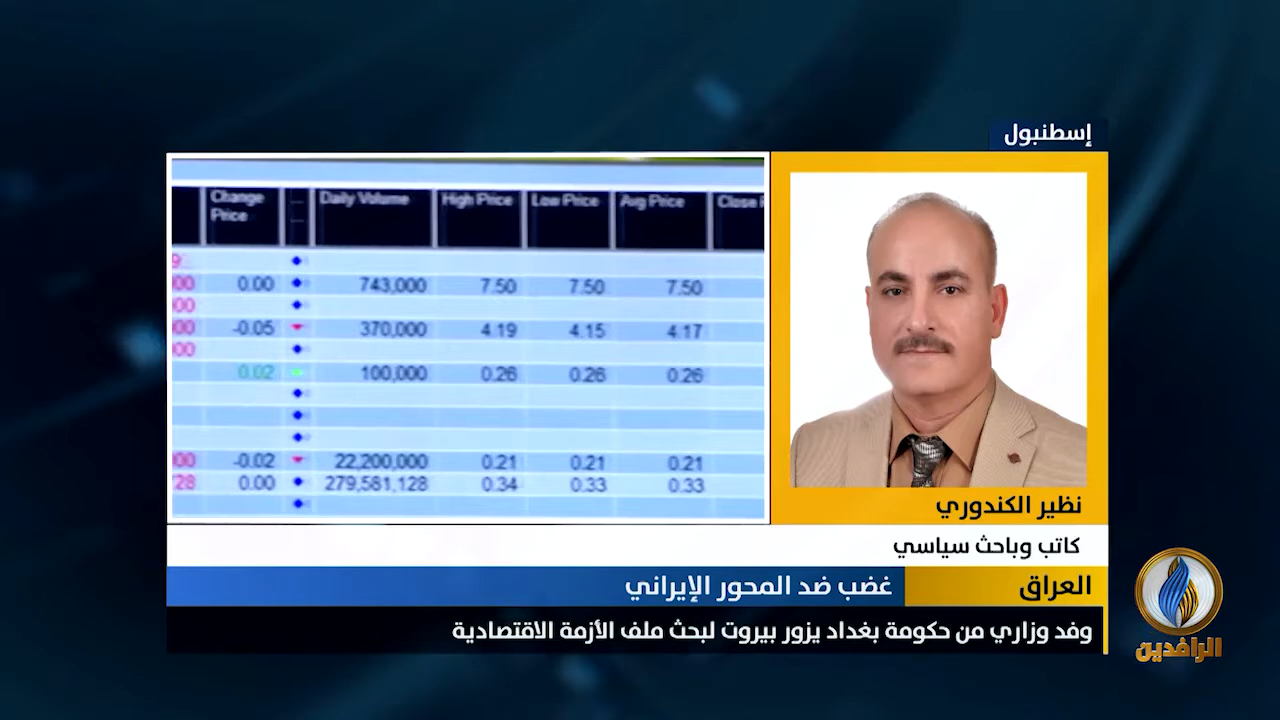 إسطنبول
Change Price
Daily Volume
High Price
Low Price
Avg Price
Close
0.00 743,000 7.50 7.50 7.50
-0.05 370,000 4.19 4.15 4.17
0.02 100,000 0.26 0.26 0.26
-0.02 22,200,000 0.21 0.21 0.21
0.00 279,581,128 0.34 0.33 0.33
نظير الكندوري
كاتب وباحث سياسي
العراق
غضب ضد المحور الإيراني
وفد وزاري من حكومة بغداد يزور بيروت لبحث ملف الأزمة الاقتصادية
الرافدين